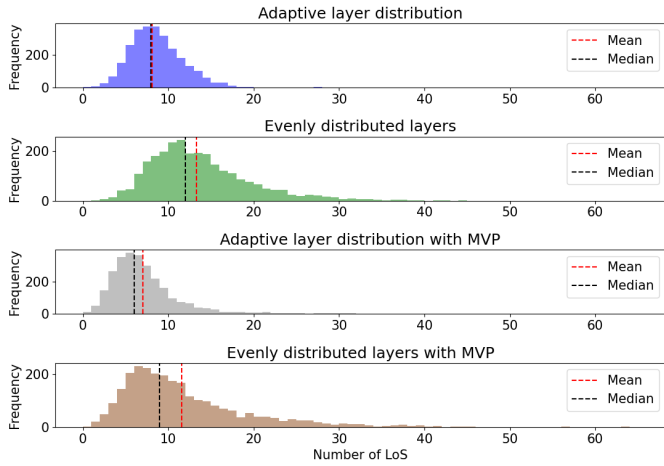 Adaptive layer distribution
Frequency
200
0
Mean
Median
0 10 20 30 40 50 60
Evenly distributed layers
Frequency
200
0
Mean
Median
0 10 20 30 40 50 60
Adaptive layer distribution with MVP
Frequency
200
0
Mean
Median
0 10 20 30 40 50 60
Evenly distributed layers with MVP
Frequency
200
0
Mean
Median
0 10 20 30 40 50 60
Number of LoS